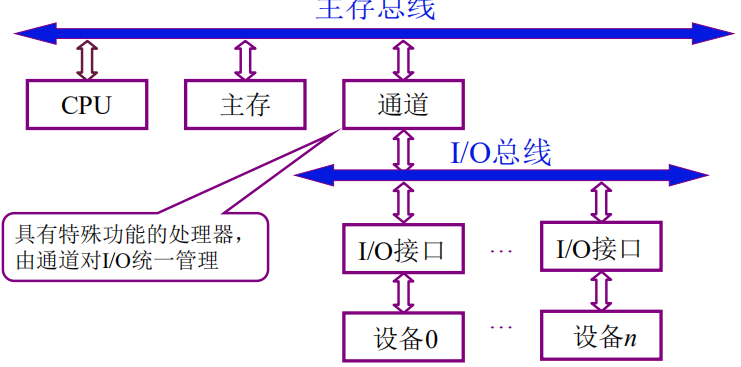 主存总线
CPU
主存
通道
I/O总线
具有特殊功能的处理器，
由通道对I/O统一管理
I/O接口
…
I/O接口
设备0
…
设备n